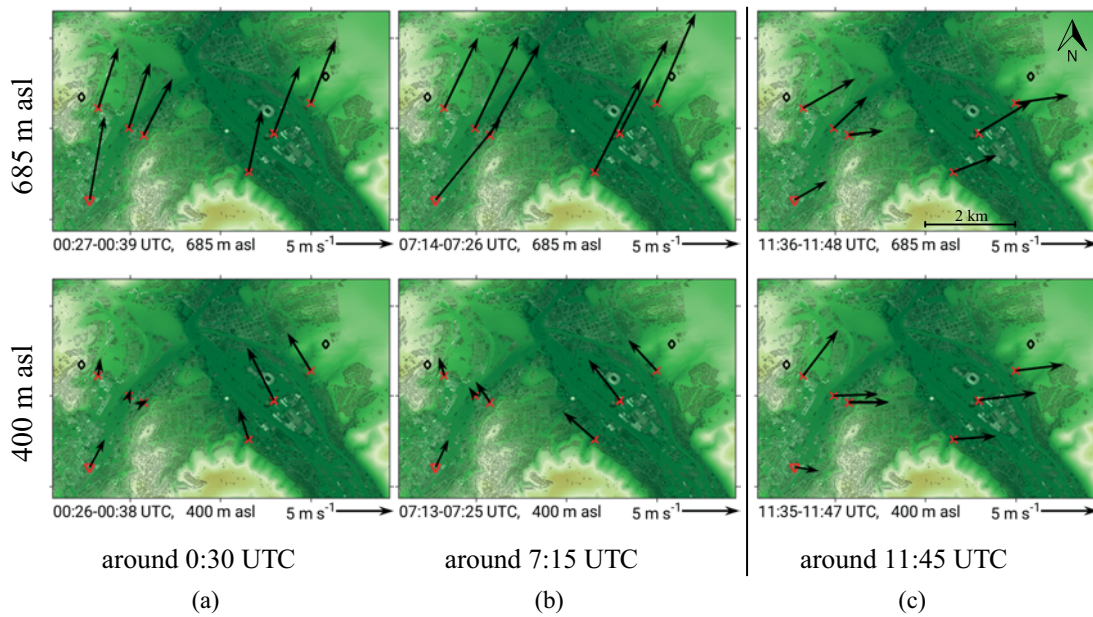 685 m asl
N
2 km
00:27-00:39 UTC, 685 m asl 5 m s⁻¹
07:14-07:26 UTC, 685 m asl 5 m s⁻¹
11:36-11:48 UTC, 685 m asl 5 m s⁻¹
400 m asl
00:26-00:38 UTC, 400 m asl 5 m s⁻¹
07:13-07:25 UTC, 400 m asl 5 m s⁻¹
11:35-11:47 UTC, 400 m asl 5 m s⁻¹
around 0:30 UTC
around 7:15 UTC
around 11:45 UTC
(a)
(b)
(c)